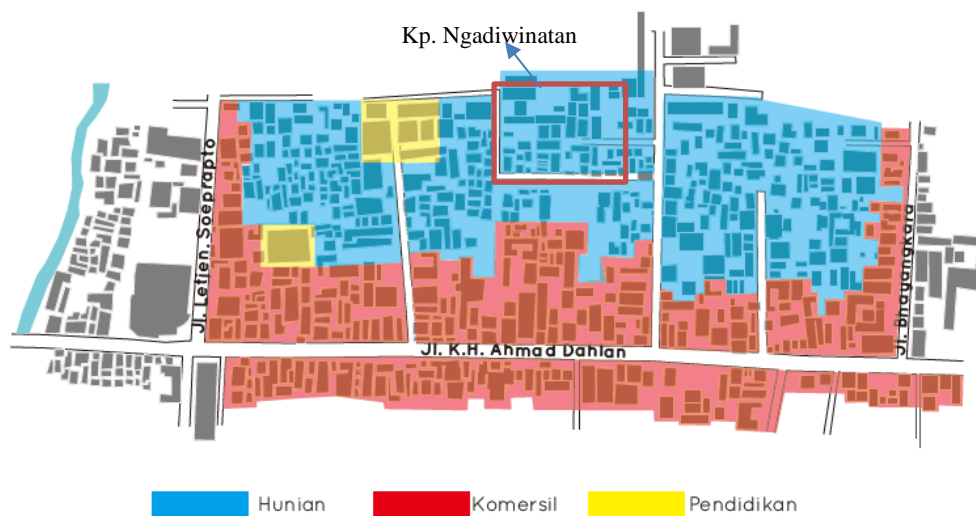 Kp. Ngadiwinatan
Jl. Letjen. Soeprapto
Jl. Bhayangkara
Jl. K.H. Ahmad Dahlan
Hunian
Komersil
Pendidikan